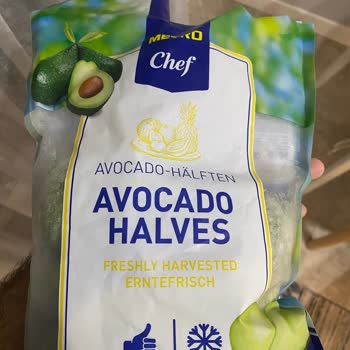 METRO
Chef
AVOCADO-HÄLFTEN
AVOCADO
HALVES
FRESHLY HARVESTED
ERNTEFRISCH